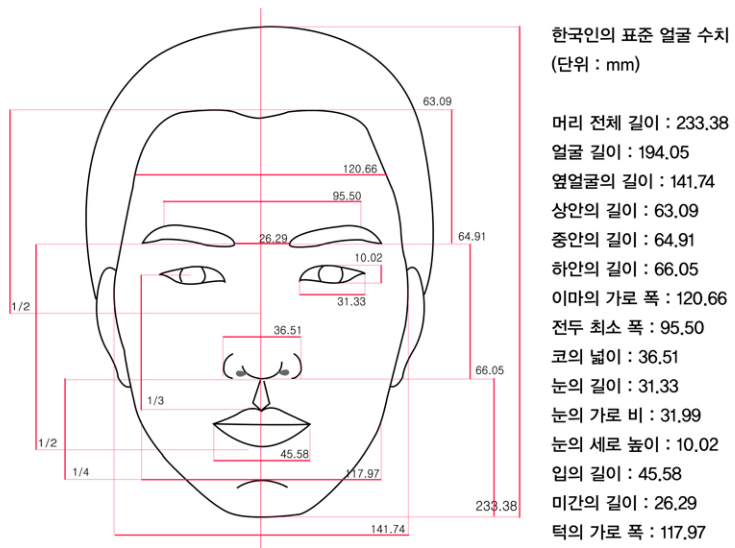 한국인의 표준 얼굴 수치
(단위 : mm)
머리 전체 길이 : 233.38
얼굴 길이 : 194.05
옆얼굴의 길이 : 141.74
상안의 길이 : 63.09
중안의 길이 : 64.91
하안의 길이 : 66.05
이마의 가로 폭 : 120.66
전두 최소 폭 : 95.50
코의 넓이 : 36.51
눈의 길이 : 31.33
눈의 가로 비 : 31.99
눈의 세로 높이 : 10.02
입의 길이 : 45.58
미간의 길이 : 26.29
턱의 가로 폭 : 117.97
63.09
120.66
95.50
26.29
64.91
10.02
31.33
1/2
36.51
66.05
1/3
1/2
45.58
1/4
117.97
233.38
141.74